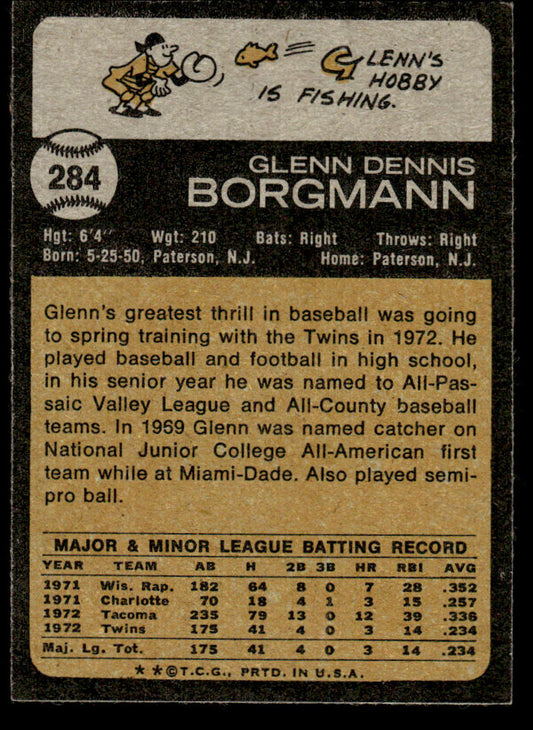 GLENN'S
HOBBY
IS FISHING.
284
GLENN DENNIS
BORGMANN
Hgt: 6'4" Wgt: 210 Bats: Right Throws: Right
Born: 5-25-50, Paterson, N.J. Home: Paterson, N.J.
Glenn's greatest thrill in baseball was going
to spring training with the Twins in 1972. He
played baseball and football in high school,
in his senior year he was named to All-Pas-
saic Valley League and All-County baseball
teams. In 1969 Glenn was named catcher on
National Junior College All-American first
team while at Miami-Dade. Also played semi-
pro ball.
MAJOR & MINOR LEAGUE BATTING RECORD
YEAR TEAM AB H 2B 3B HR RBI AVG
1971 Wis. Rap. 182 64 8 0 7 28 .352
1971 Charlotte 70 18 4 1 3 15 .257
1972 Tacoma 235 79 13 0 12 39 .336
1972 Twins 175 41 4 0 3 14 .234
Maj. Lg. Tot. 175 41 4 0 3 14 .234
* * © T.C.G., PRTD. IN U.S.A.